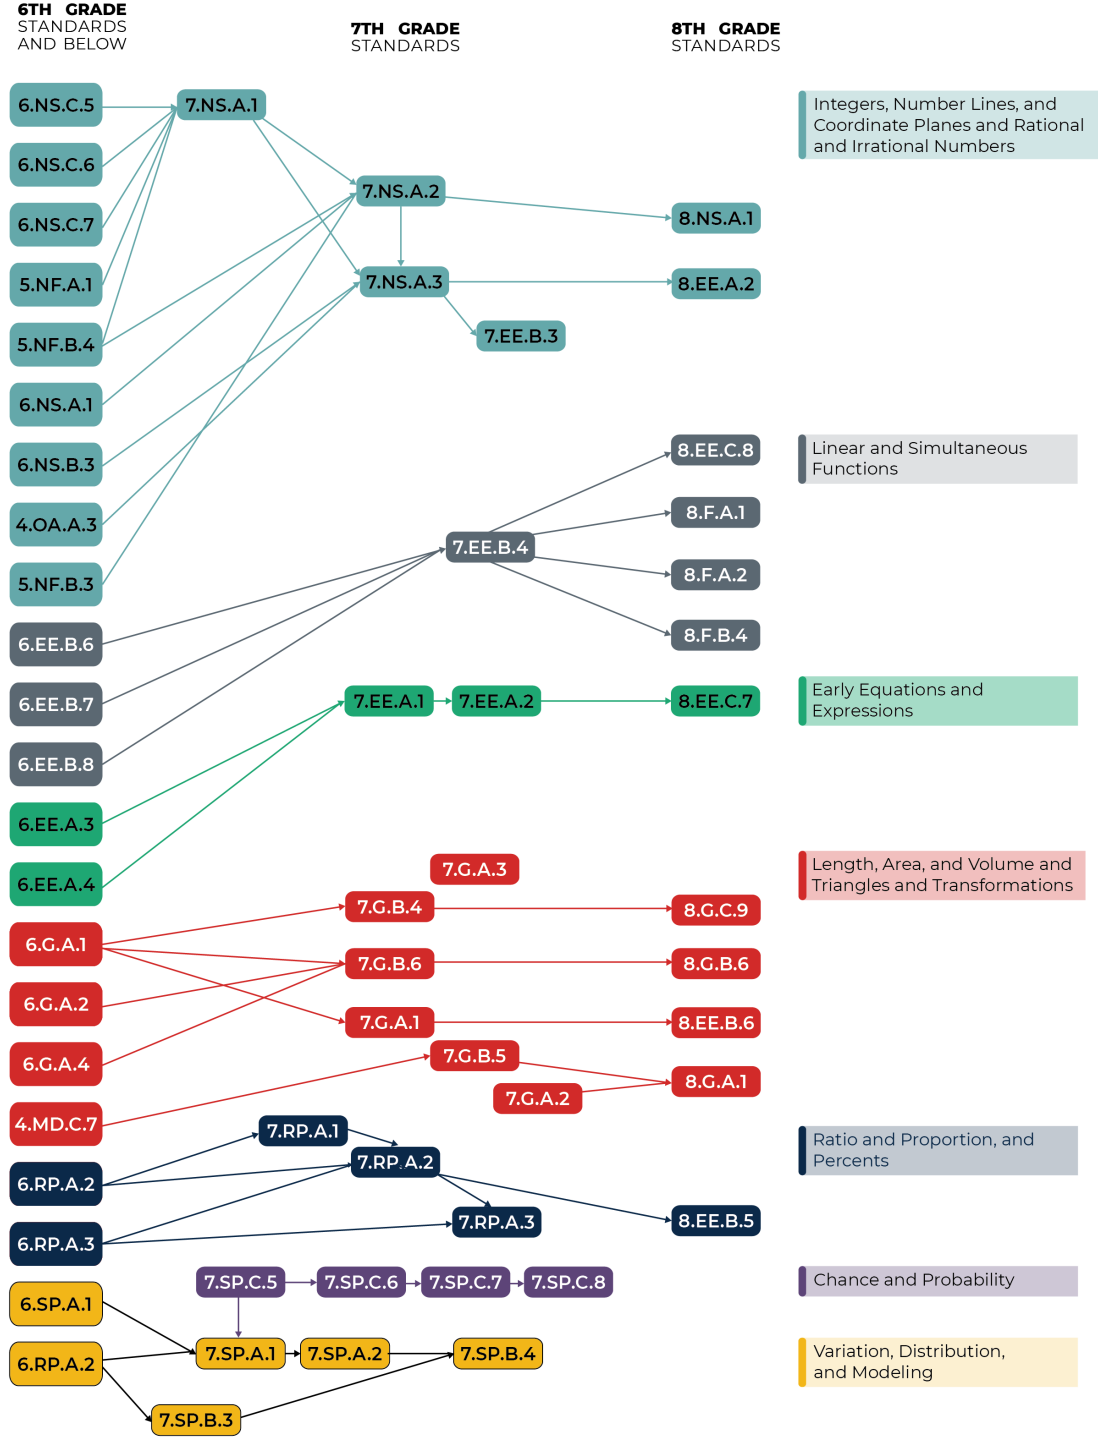 6TH GRADE
STANDARDS
AND BELOW
7TH GRADE
STANDARDS
8TH GRADE
STANDARDS
6.NS.C.5
7.NS.A.1
Integers, Number Lines, and
Coordinate Planes and Rational
and Irrational Numbers
6.NS.C.6
7.NS.A.2
6.NS.C.7
8.NS.A.1
5.NF.A.1
7.NS.A.3
8.EE.A.2
5.NF.B.4
7.EE.B.3
6.NS.A.1
6.NS.B.3
8.EE.C.8
Linear and Simultaneous
Functions
4.OA.A.3
8.F.A.1
7.EE.B.4
5.NF.B.3
8.F.A.2
6.EE.B.6
8.F.B.4
6.EE.B.7
7.EE.A.1
7.EE.A.2
8.EE.C.7
Early Equations and
Expressions
6.EE.B.8
6.EE.A.3
6.EE.A.4
7.G.A.3
Length, Area, and Volume and
Triangles and Transformations
7.G.B.4
8.G.C.9
6.G.A.1
7.G.B.6
8.G.B.6
6.G.A.2
7.G.A.1
8.EE.B.6
6.G.A.4
7.G.B.5
8.G.A.1
7.G.A.2
4.MD.C.7
7.RP.A.1
Ratio and Proportion, and
Percents
7.RP.A.2
6.RP.A.2
7.RP.A.3
8.EE.B.5
6.RP.A.3
7.SP.C.5
7.SP.C.6
7.SP.C.7
7.SP.C.8
Chance and Probability
6.SP.A.1
7.SP.A.1
7.SP.A.2
7.SP.B.4
Variation, Distribution,
and Modeling
6.RP.A.2
7.SP.B.3